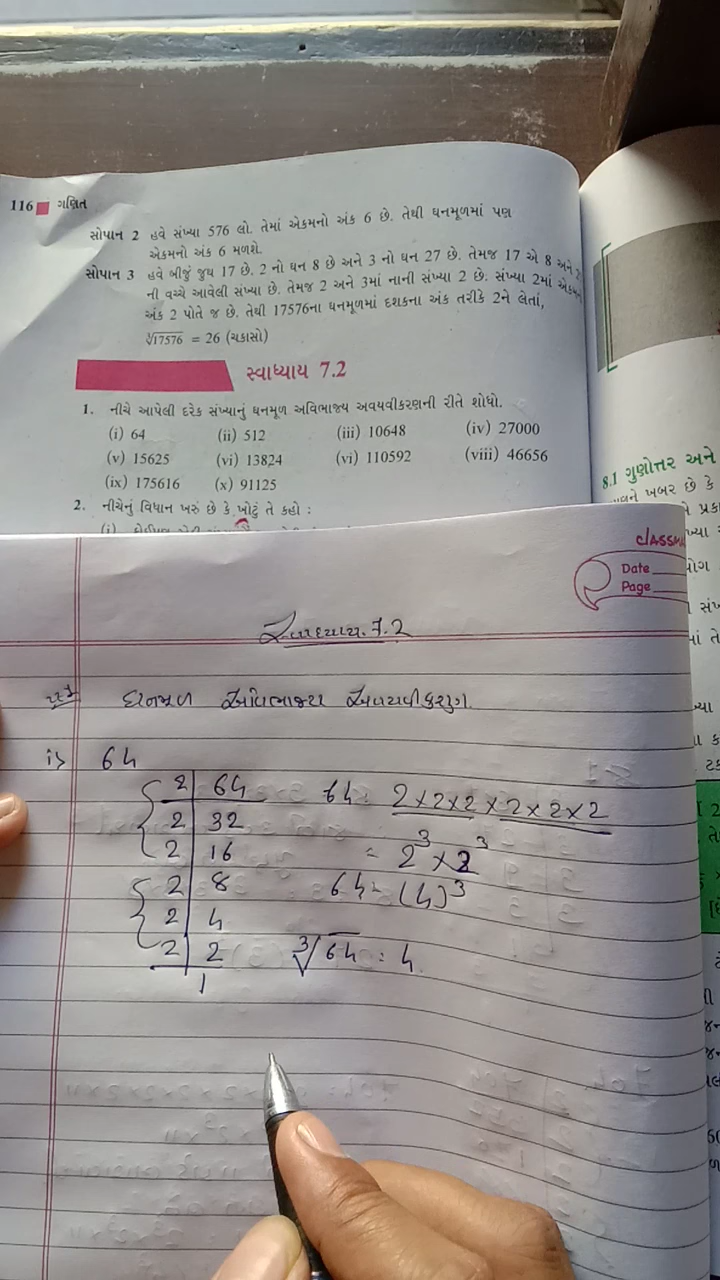 116 ગણિત
સોપાન 2 હવે સંખ્યા 576 લો. તેમાં એકમનો અંક 6 છે. તેથી ઘનમૂળમાં પણ
એકમનો અંક 6 મળશે.
સોપાન 3 હવે બીજું જૂથ 17 છે. 2 નો ઘન 8 છે અને 3 નો ઘન 27 છે. તેમજ 17 એ 8 અને
ની વચ્ચે આવેલી સંખ્યા છે. તેમજ 2 અને 3માં નાની સંખ્યા 2 છે. સંખ્યા 2માં
અંક 2 પોતે જ છે. તેથી 17576ના ઘનમૂળમાં દશકના અંક તરીકે 2ને લેતાં,
∛17576 = 26 (ચકાસો)
સ્વાધ્યાય 7.2
1. નીચે આપેલી દરેક સંખ્યાનું ઘનમૂળ અવિભાજ્ય અવયવીકરણની રીતે શોધો.
(i) 64 (ii) 512 (iii) 10648 (iv) 27000
(v) 15625 (vi) 13824 (vi) 110592 (viii) 46656
(ix) 175616 (x) 91125
2. નીચેનું વિધાન ખરું છે કે ખોટું તે કહો :
(i)
8.1 ગુણોત્તર અને
ખબર છે કે
Date
Page
સ્વાધ્યાય 7.2
ઘનમૂળ અવિભાજ્ય અવયવીકરણ
i> 64
2 | 64 64 = 2×2×2×2×2×2
2 | 32
2 | 16 = 2³×2³
2 | 8 64 = (4)³
2 | 4
2 | 2 ∛64 = 4
1